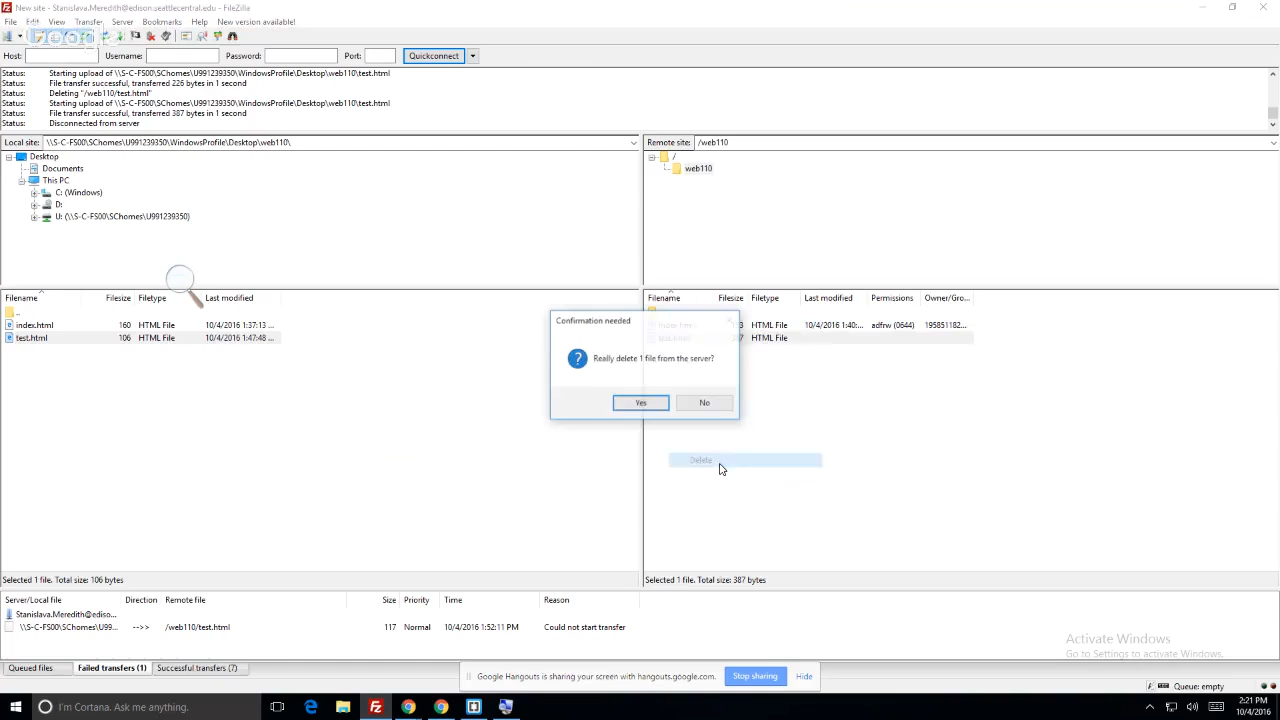 New site - Stanislava.Meredith@edison.seattlecentral.edu - FileZilla
File Edit View Transfer Server Bookmarks Help New version available!
Host: Username: Password: Port: Quickconnect
Status: Starting upload of \\S-C-FS00\SChomes\U991239350\WindowsProfile\Desktop\web110\test.html
Status: File transfer successful, transferred 226 bytes in 1 second
Status: Deleting "/web110/test.html"
Status: Starting upload of \\S-C-FS00\SChomes\U991239350\WindowsProfile\Desktop\web110\test.html
Status: File transfer successful, transferred 387 bytes in 1 second
Status: Disconnected from server
Local site: \\S-C-FS00\SChomes\U991239350\WindowsProfile\Desktop\web110\
Remote site: /web110
Desktop
Documents
This PC
C: (Windows)
D:
U: (\\S-C-FS00\SChomes\U991239350)
/
web110
Filename Filesize Filetype Last modified
..
index.html 160 HTML File 10/4/2016 1:37:13 ...
test.html 106 HTML File 10/4/2016 1:47:48 ...
Filename Filesize Filetype Last modified Permissions Owner/Gro...
HTML File 10/4/2016 1:40:... adfrw (0644) 195851182...
HTML File
Confirmation needed
Really delete 1 file from the server?
Yes No
Delete
Selected 1 file. Total size: 106 bytes
Selected 1 file. Total size: 387 bytes
Server/Local file Direction Remote file Size Priority Time Reason
Stanislava.Meredith@ediso...
\\S-C-FS00\SChomes\U99... -->> /web110/test.html 117 Normal 10/4/2016 1:52:11 PM Could not start transfer
Activate Windows
Go to Settings to activate Windows.
Queued files Failed transfers (1) Successful transfers (7)
Google Hangouts is sharing your screen with hangouts.google.com. Stop sharing Hide
Queue: empty
I'm Cortana. Ask me anything.
2:21 PM
10/4/2016